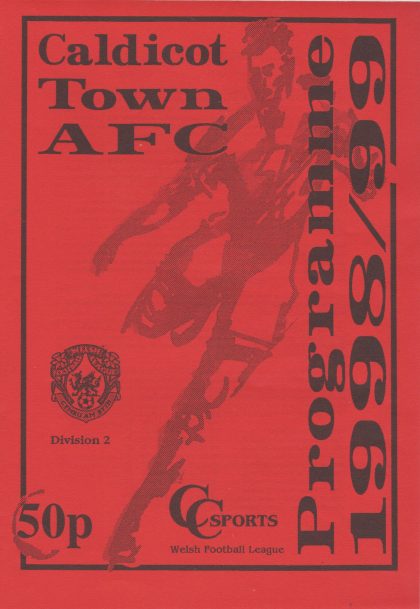 Caldicot
Town
AFC
Programme
1998/99
Division 2
50p
CC SPORTS
Welsh Football League